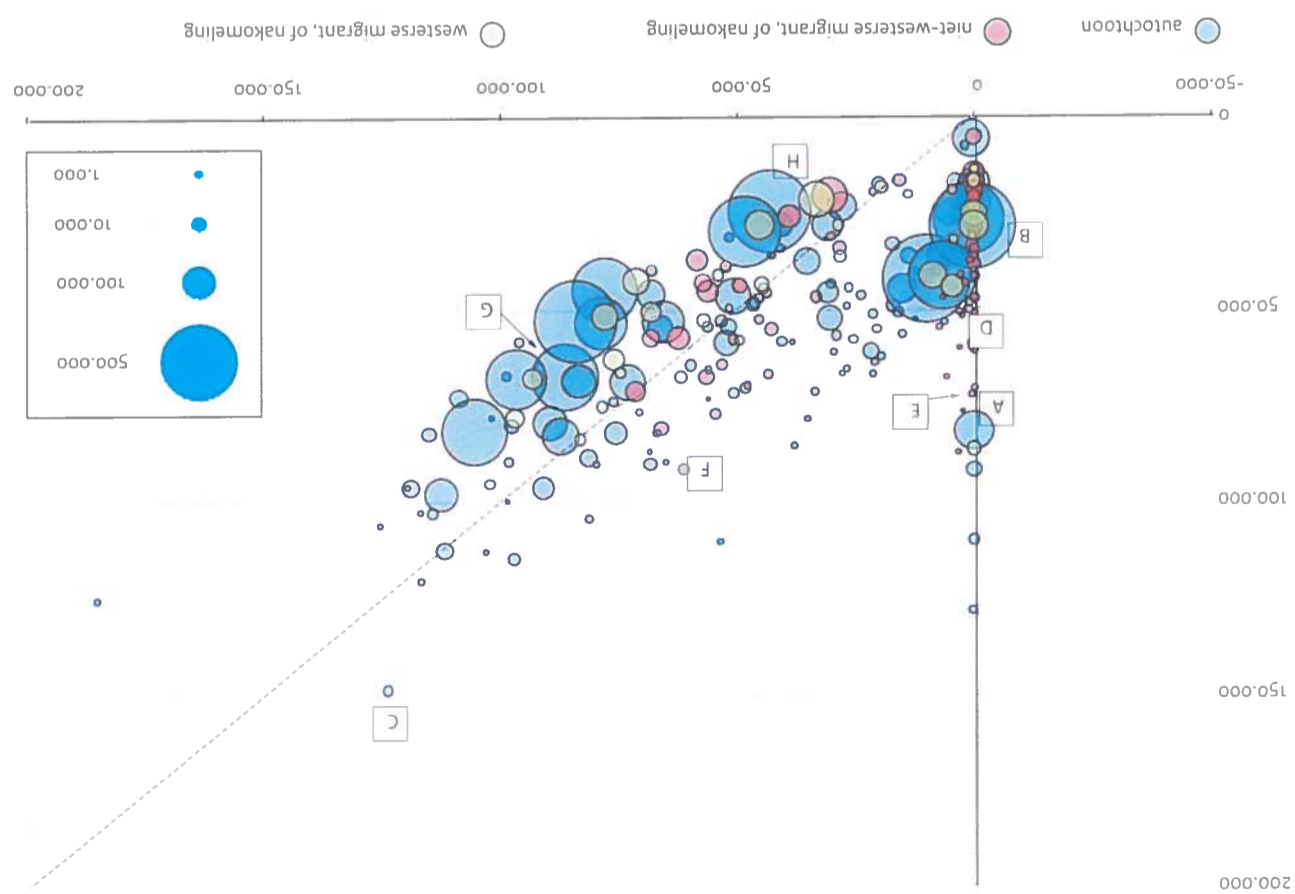 200.000
C
150.000
100.000
F
A
E
500.000
D
G
50.000
100.000
B
10.000
1.000
H
0
-50.000 0 50.000 100.000 150.000 200.000
autochtoon niet-westerse migrant, of nakomeling westerse migrant, of nakomeling